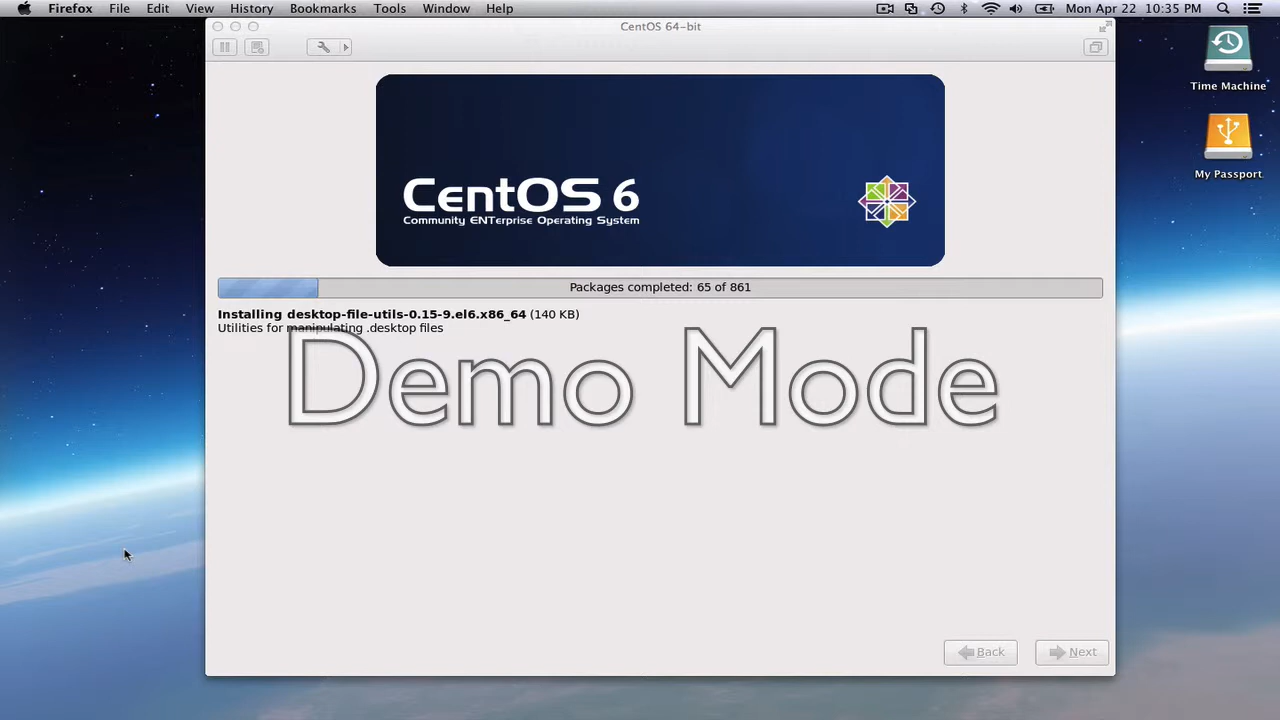 Firefox File Edit View History Bookmarks Tools Window Help Mon Apr 22 10:35 PM
CentOS 64-bit
Time Machine
CentOS 6
Community ENTerprise Operating System
My Passport
Packages completed: 65 of 861
Installing desktop-file-utils-0.15-9.el6.x86_64 (140 KB)
Utilities for manipulating .desktop files
Demo Mode
Back Next